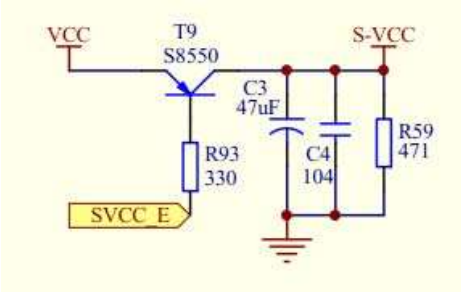 VCC
T9
S8550
S-VCC
C3
47uF
R93
330
C4
104
R59
471
SVCC_E